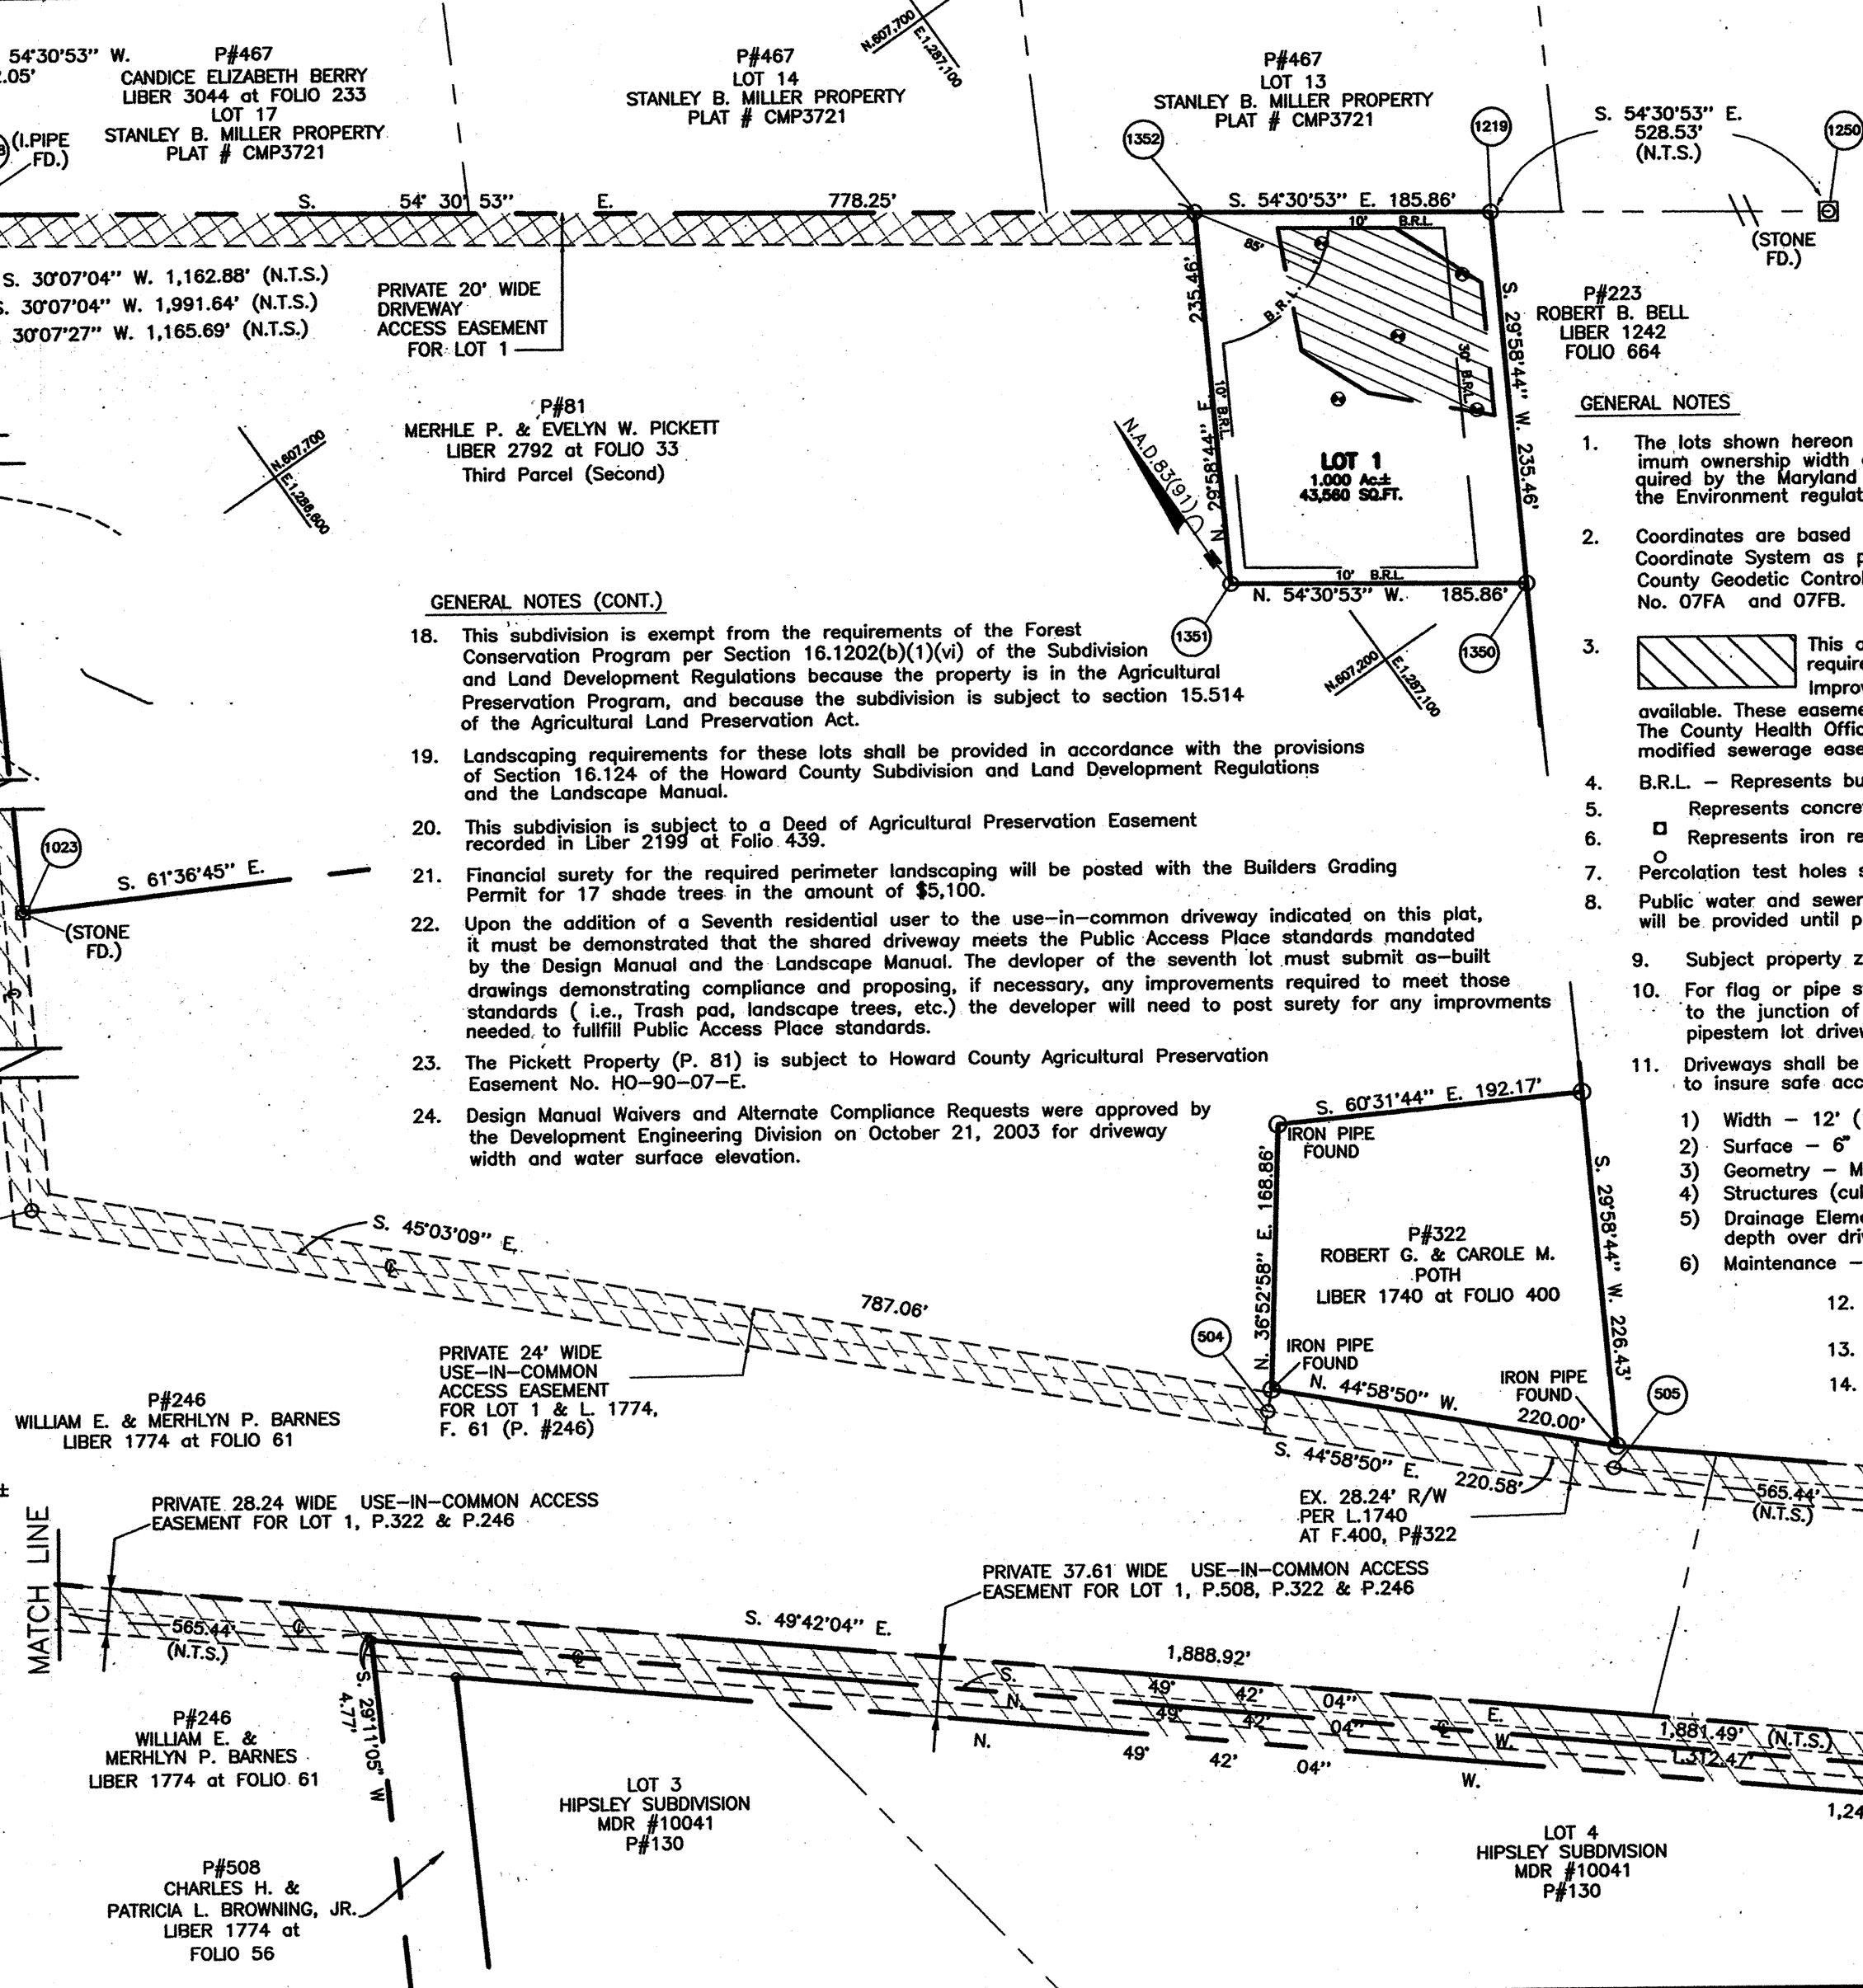 54°30'53" W.
2.05'
P#467
CANDICE ELIZABETH BERRY
LIBER 3044 at FOLIO 233
LOT 17
STANLEY B. MILLER PROPERTY
PLAT # CMP3721
(I.PIPE
FD.)
P#467
LOT 14
STANLEY B. MILLER PROPERTY
PLAT # CMP3721
N.607,700
E.1,287,100
P#467
LOT 13
STANLEY B. MILLER PROPERTY
PLAT # CMP3721
1352
1219
S. 54°30'53" E.
528.53'
(N.T.S.)
1250
(STONE
FD.)
S. 54° 30' 53" E. 778.25'
S. 54°30'53" E. 185.86'
10' B.R.L.
85'
B.R.L.
235.46'
N. 29°58'44" E.
10' B.R.L.
30' B.R.L.
S. 29°58'44" W. 235.46'
LOT 1
1.000 Ac.±
43,560 SQ.FT.
10' B.R.L.
N. 54°30'53" W. 185.86'
1351
1350
N.607,200
E.1,287,100
N.A.D.83(91)
S. 30°07'04" W. 1,162.88' (N.T.S.)
S. 30°07'04" W. 1,991.64' (N.T.S.)
30°07'27" W. 1,165.69' (N.T.S.)
PRIVATE 20' WIDE
DRIVEWAY
ACCESS EASEMENT
FOR LOT 1
P#81
MERHLE P. & EVELYN W. PICKETT
LIBER 2792 at FOLIO 33
Third Parcel (Second)
N.607,700
E.1,286,600
P#223
ROBERT B. BELL
LIBER 1242
FOLIO 664
GENERAL NOTES
1. The lots shown hereon
imum ownership width
quired by the Maryland
the Environment regulat
2. Coordinates are based
Coordinate System as p
County Geodetic Control
No. 07FA and 07FB.
3. This
require
Improv
available. These easeme
The County Health Offic
modified sewerage ease
4. B.R.L. – Represents bu
5. Represents concre
6. Represents iron re
7. Percolation test holes s
8. Public water and sewer
will be provided until p
9. Subject property z
10. For flag or pipe s
to the junction of
pipestem lot drivew
11. Driveways shall be
to insure safe acc
1) Width – 12' (
2) Surface – 6"
3) Geometry – M
4) Structures (cul
5) Drainage Eleme
depth over driv
6) Maintenance –
12.
13.
14.
GENERAL NOTES (CONT.)
18. This subdivision is exempt from the requirements of the Forest
Conservation Program per Section 16.1202(b)(1)(vi) of the Subdivision
and Land Development Regulations because the property is in the Agricultural
Preservation Program, and because the subdivision is subject to section 15.514
of the Agricultural Land Preservation Act.
19. Landscaping requirements for these lots shall be provided in accordance with the provisions
of Section 16.124 of the Howard County Subdivision and Land Development Regulations
and the Landscape Manual.
20. This subdivision is subject to a Deed of Agricultural Preservation Easement
recorded in Liber 2199 at Folio 439.
21. Financial surety for the required perimeter landscaping will be posted with the Builders Grading
Permit for 17 shade trees in the amount of $5,100.
22. Upon the addition of a Seventh residential user to the use–in–common driveway indicated on this plat,
it must be demonstrated that the shared driveway meets the Public Access Place standards mandated
by the Design Manual and the Landscape Manual. The devloper of the seventh lot must submit as–built
drawings demonstrating compliance and proposing, if necessary, any improvements required to meet those
standards ( i.e., Trash pad, landscape trees, etc.) the developer will need to post surety for any improvments
needed to fullfill Public Access Place standards.
23. The Pickett Property (P. 81) is subject to Howard County Agricultural Preservation
Easement No. HO–90–07–E.
24. Design Manual Waivers and Alternate Compliance Requests were approved by
the Development Engineering Division on October 21, 2003 for driveway
width and water surface elevation.
1023
S. 61°36'45" E.
(STONE
FD.)
S. 45°03'09" E.
787.06'
S. 60°31'44" E. 192.17'
IRON PIPE
FOUND
N. 36°52'58" E. 168.86'
P#322
ROBERT G. & CAROLE M.
POTH
LIBER 1740 at FOLIO 400
S. 29°58'44" W. 226.43'
504
IRON PIPE
FOUND
IRON PIPE
FOUND
505
N. 44°58'50" W. 220.00'
S. 44°58'50" E. 220.58'
EX. 28.24' R/W
PER L.1740
AT F.400, P#322
565.44'
(N.T.S.)
PRIVATE 24' WIDE
USE–IN–COMMON
ACCESS EASEMENT
FOR LOT 1 & L. 1774,
F. 61 (P. #246)
P#246
WILLIAM E. & MERHLYN P. BARNES
LIBER 1774 at FOLIO 61
±
MATCH LINE
PRIVATE 28.24 WIDE USE–IN–COMMON ACCESS
EASEMENT FOR LOT 1, P.322 & P.246
PRIVATE 37.61 WIDE USE–IN–COMMON ACCESS
EASEMENT FOR LOT 1, P.508, P.322 & P.246
565.44'
(N.T.S.)
S. 49°42'04" E. 1,888.92'
S. 49° 42' 04" E. 1,881.49' (N.T.S.)
N. 49° 42' 04" W. 1,312.47'
N. 49° 42' 04" W. 1,24
S. 29°11'05" W
4.77'
P#246
WILLIAM E. &
MERHLYN P. BARNES
LIBER 1774 at FOLIO 61
P#508
CHARLES H. &
PATRICIA L. BROWNING, JR.
LIBER 1774 at
FOLIO 56
LOT 3
HIPSLEY SUBDIVISION
MDR #10041
P#130
LOT 4
HIPSLEY SUBDIVISION
MDR #10041
P#130